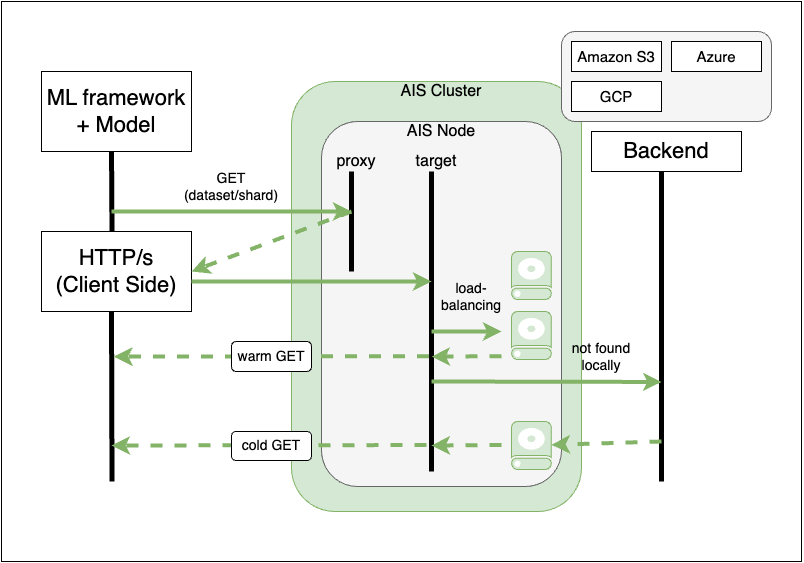 Amazon S3
Azure
GCP
AIS Cluster
ML framework
+ Model
AIS Node
Backend
proxy
target
GET
(dataset/shard)
HTTP/s
(Client Side)
load-
balancing
warm GET
not found
locally
cold GET